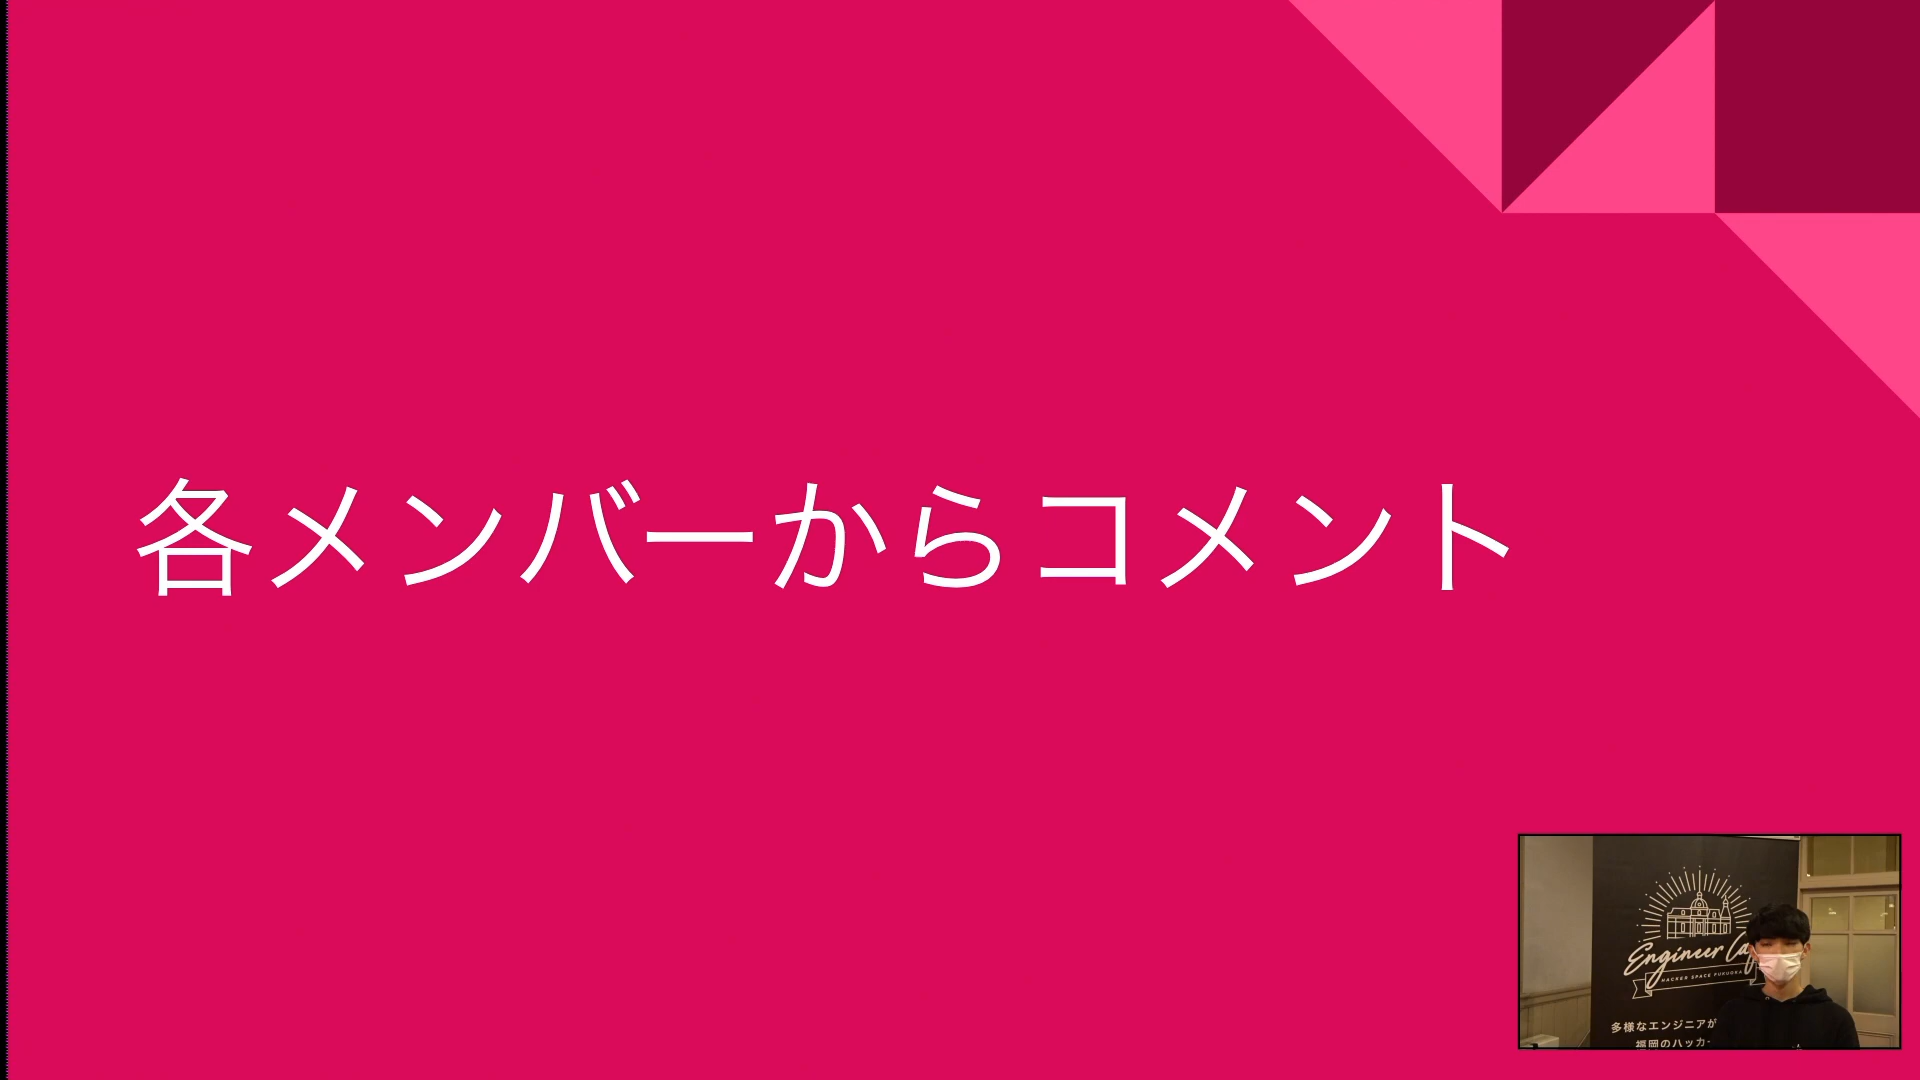 各メンバーからコメント
Engineer Caf
HACKER SPACE FUKUOKA
多様なエンジニアが
福岡のハッカ